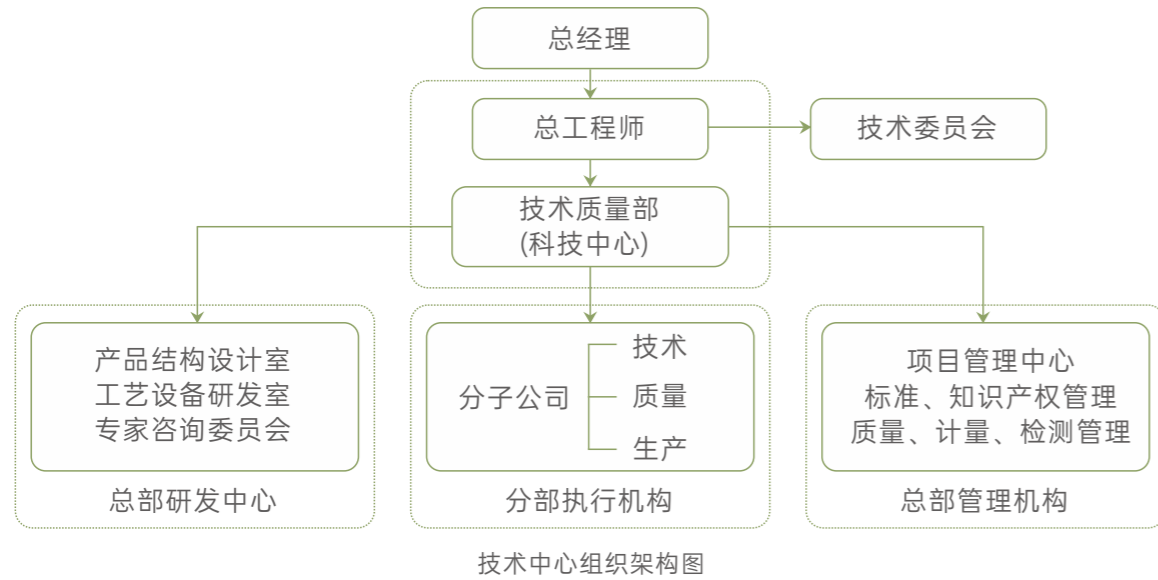 总经理
总工程师
技术委员会
技术质量部
(科技中心)
产品结构设计室
工艺设备研发室
专家咨询委员会
总部研发中心
分子公司
技术
质量
生产
分部执行机构
项目管理中心
标准、知识产权管理
质量、计量、检测管理
总部管理机构
技术中心组织架构图